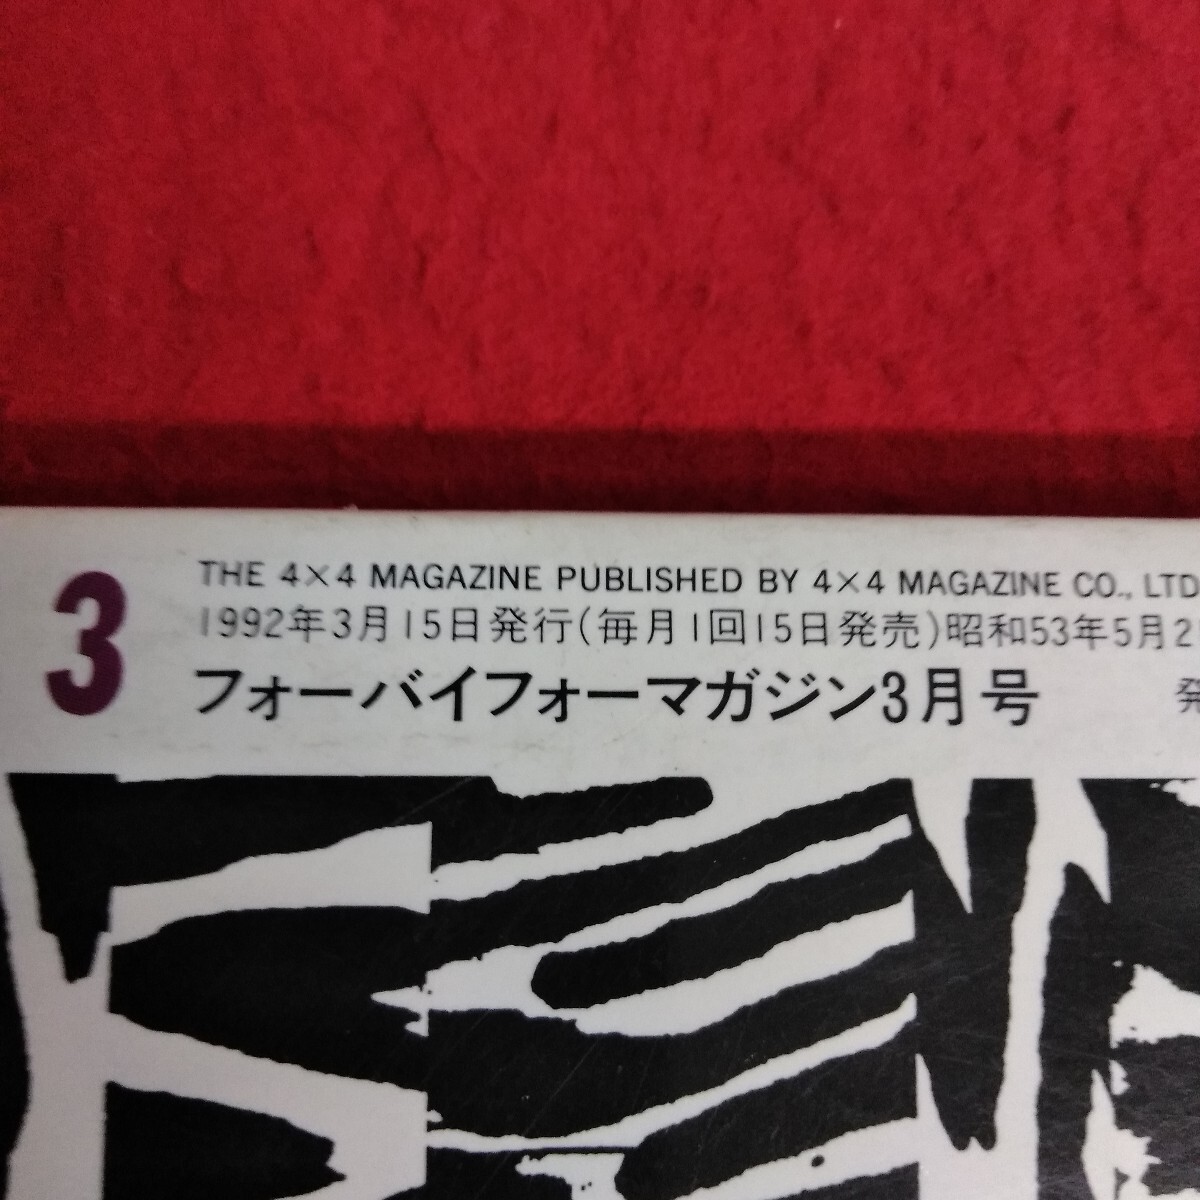 3
THE 4×4 MAGAZINE PUBLISHED BY 4×4 MAGAZINE CO., LTD
1992年3月15日発行(毎月1回15日発売)昭和53年5月2
フォーバイフォーマガジン3月号 発